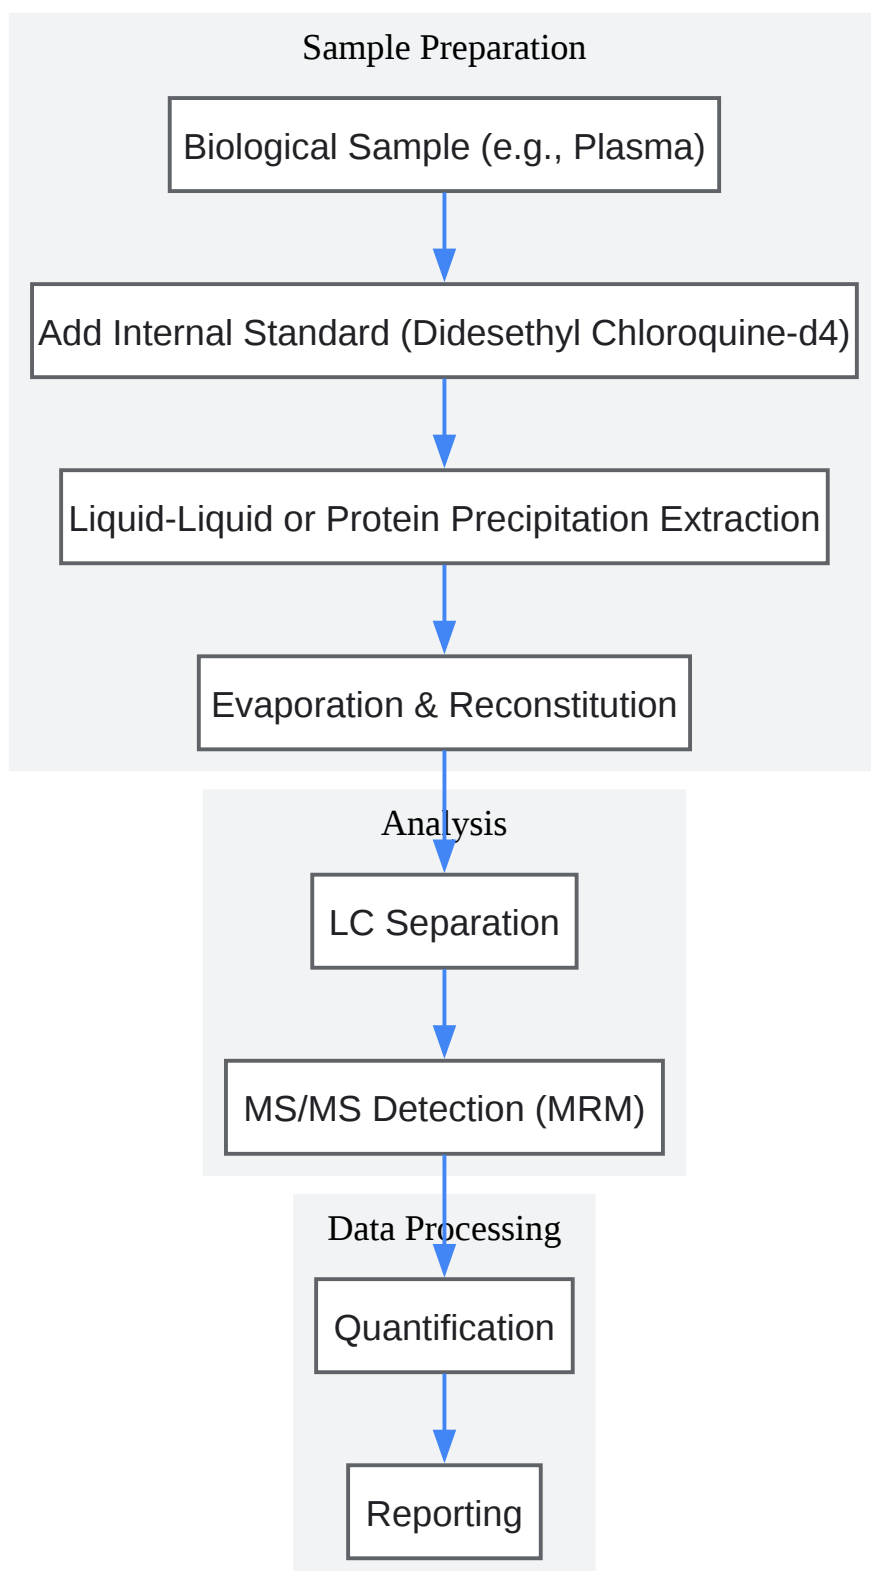 Sample Preparation
Biological Sample (e.g., Plasma)
Add Internal Standard (Didesethyl Chloroquine-d4)
Liquid-Liquid or Protein Precipitation Extraction
Evaporation & Reconstitution
Analysis
LC Separation
MS/MS Detection (MRM)
Data Processing
Quantification
Reporting